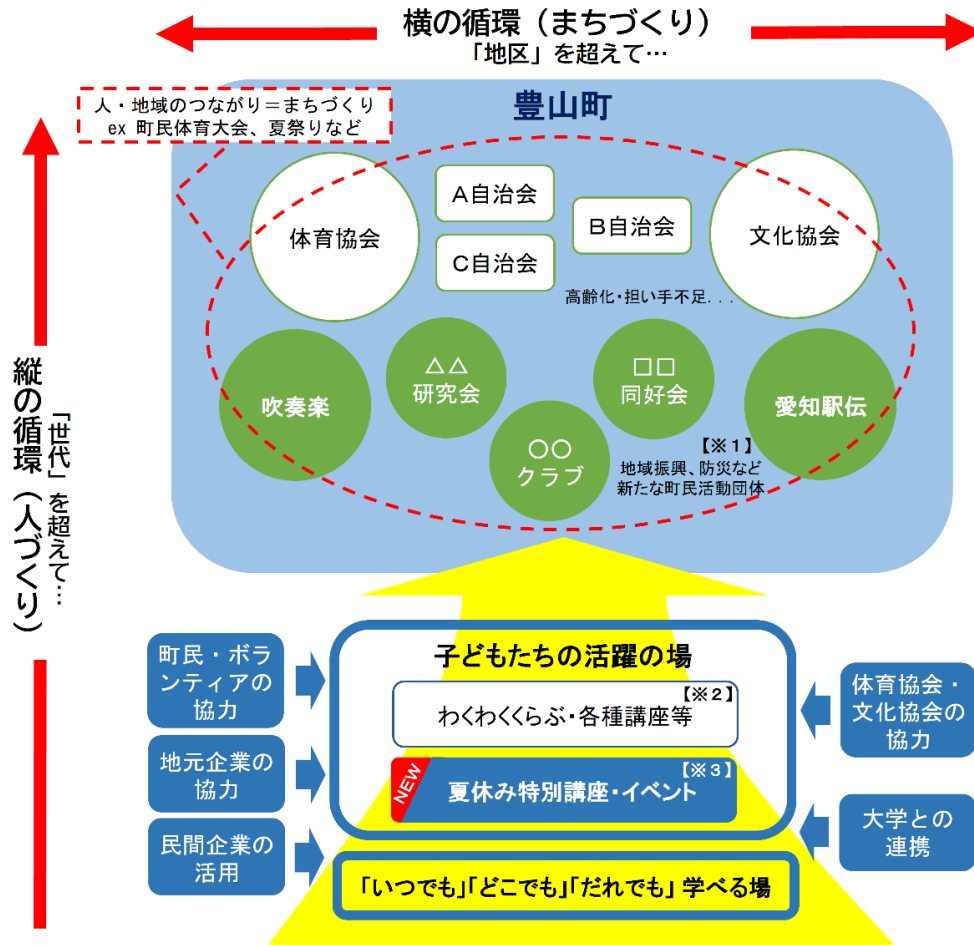 横の循環（まちづくり）
「地区」を超えて…
豊山町
人・地域のつながり＝まちづくり
ex 町民体育大会、夏祭りなど
体育協会
A自治会
B自治会
C自治会
文化協会
高齢化・担い手不足...
吹奏楽
△△
研究会
○○
クラブ
□□
同好会
愛知駅伝
【※１】
地域振興、防災など
新たな町民活動団体
縦の循環（人づくり）
「世代」を超えて…
子どもたちの活躍の場
【※２】
わくわくくらぶ・各種講座等
【※３】
NEW
夏休み特別講座・イベント
「いつでも」「どこでも」「だれでも」 学べる場
町民・ボラ
ンティアの
協力
地元企業の
協力
民間企業の
活用
体育協会・
文化協会の
協力
大学との
連携